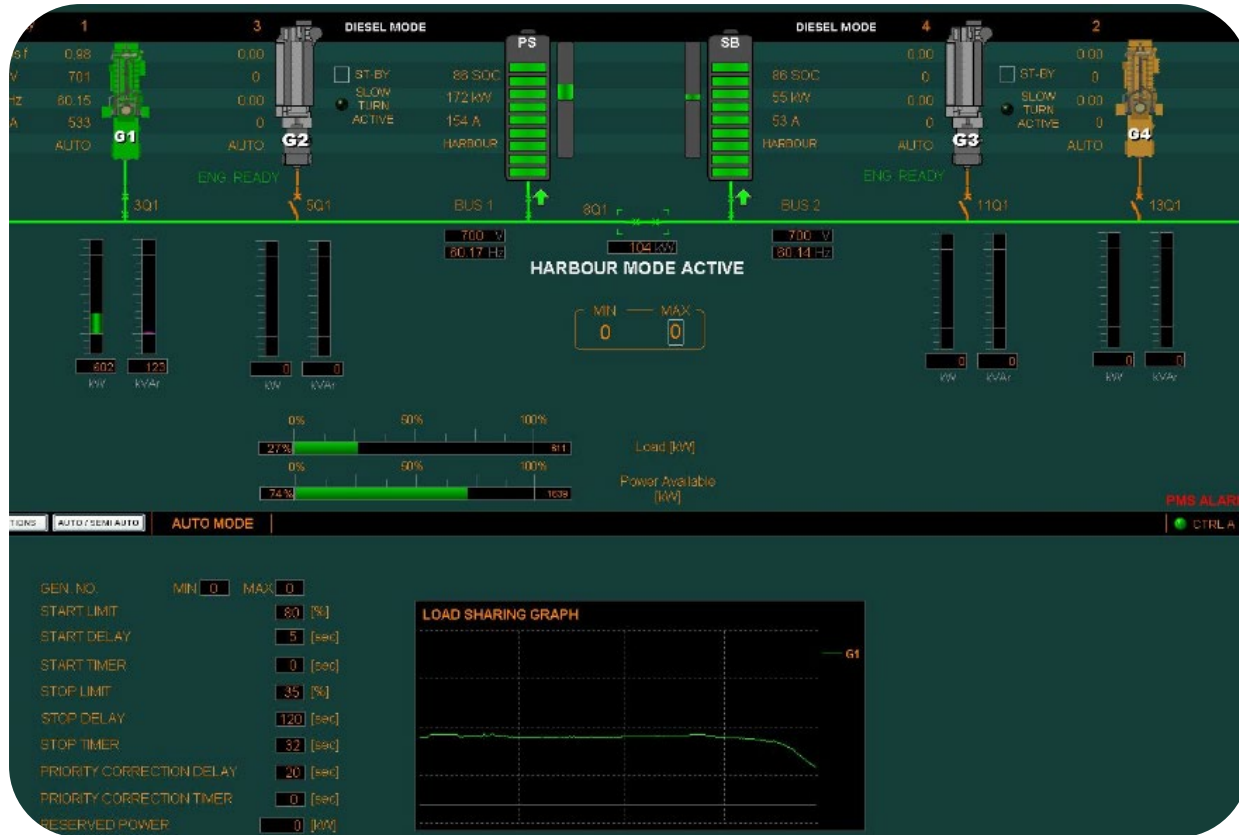 1 3 DIESEL MODE PS SB DIESEL MODE 4 2
0.98 0.00 0.00 0.00
V 701 0 ST-BY 86 SOC 86 SOC 0 ST-BY 0
HZ 60.15 0.00 SLOW TURN ACTIVE 172 kW 55 kW 0.00 SLOW TURN ACTIVE 0.00
A 533 0 154 A 53 A 0 0
AUTO G1 AUTO G2 HARBOUR HARBOUR AUTO G3 AUTO G4
ENG READY ENG READY
3Q1 5Q1 BUS 1 8Q1 BUS 2 11Q1 13Q1
700 V 104 kW 700 V
60.17 Hz 60.14 Hz
HARBOUR MODE ACTIVE
MIN MAX
0 0
602 123 0 0 0 0 0 0
kW kVAr kW kVAr kW kVAr kW kVAr
0% 50% 100%
27% 611 Load [kW]
0% 50% 100%
74% 1639 Power Available [kW]
PMS ALAR
TIONS AUTO / SEMI AUTO AUTO MODE CTRL A
GEN. NO. MIN 0 MAX 0
START LIMIT 80 [%]
START DELAY 5 [sec]
START TIMER 0 [sec]
STOP LIMIT 35 [%]
STOP DELAY 120 [sec]
STOP TIMER 32 [sec]
PRIORITY CORRECTION DELAY 20 [sec]
PRIORITY CORRECTION TIMER 0 [sec]
RESERVED POWER 0 [kW]
LOAD SHARING GRAPH
G1